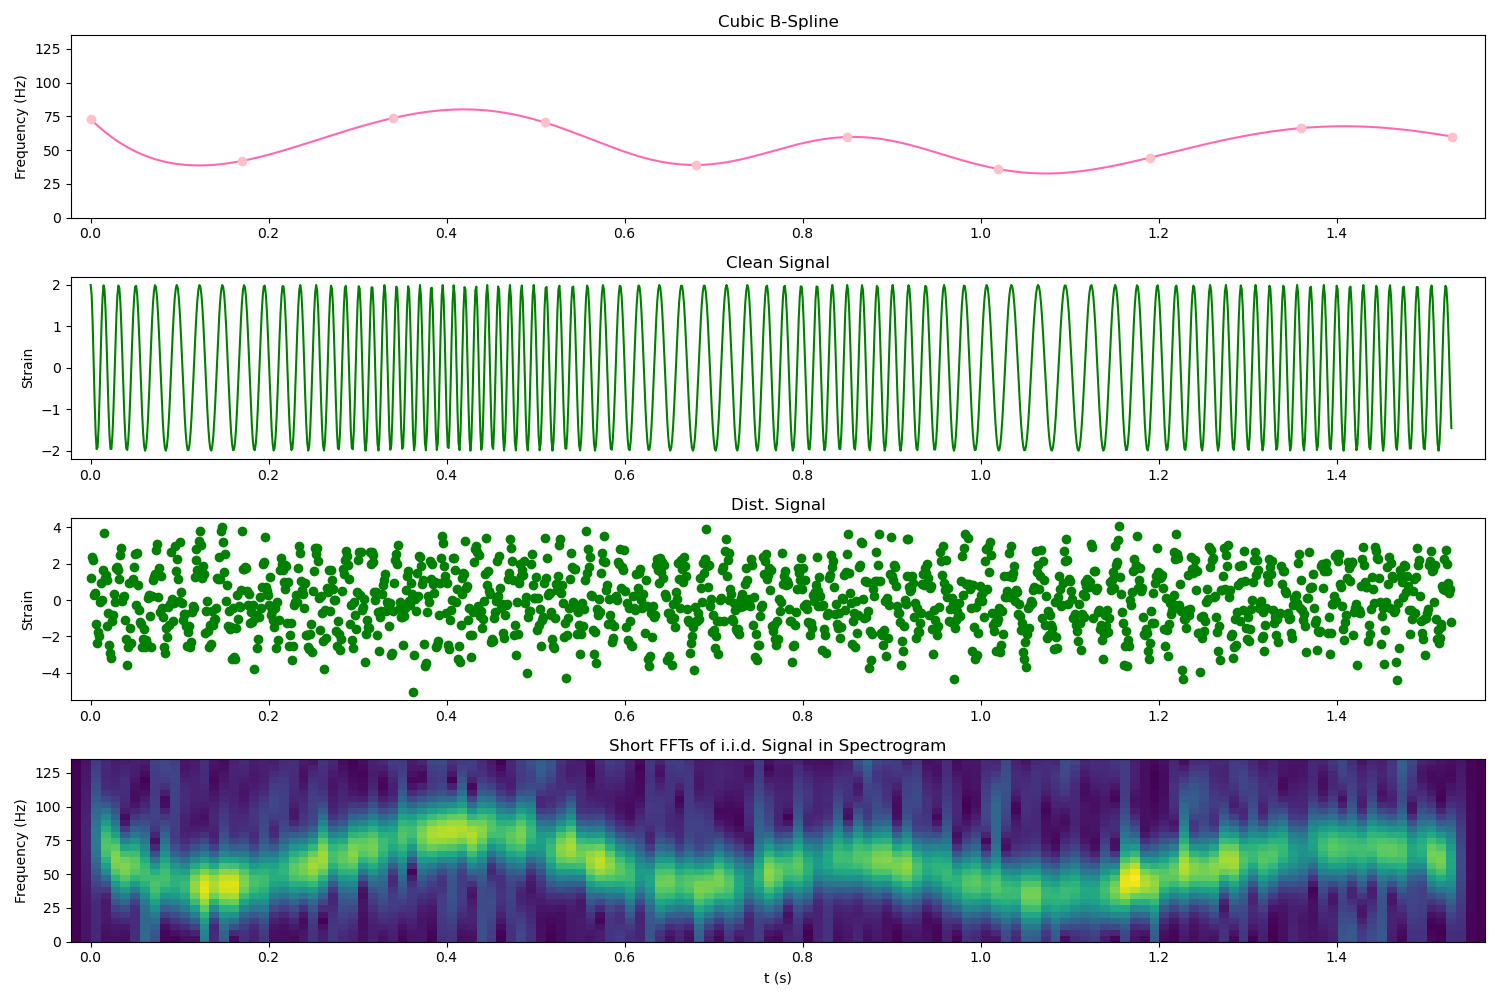 Cubic B-Spline
Frequency (Hz)
125
100
75
50
25
0
0.0 0.2 0.4 0.6 0.8 1.0 1.2 1.4
Clean Signal
Strain
2
1
0
−1
−2
0.0 0.2 0.4 0.6 0.8 1.0 1.2 1.4
Dist. Signal
Strain
4
2
0
−2
−4
0.0 0.2 0.4 0.6 0.8 1.0 1.2 1.4
Short FFTs of i.i.d. Signal in Spectrogram
Frequency (Hz)
125
100
75
50
25
0
0.0 0.2 0.4 0.6 0.8 1.0 1.2 1.4
t (s)